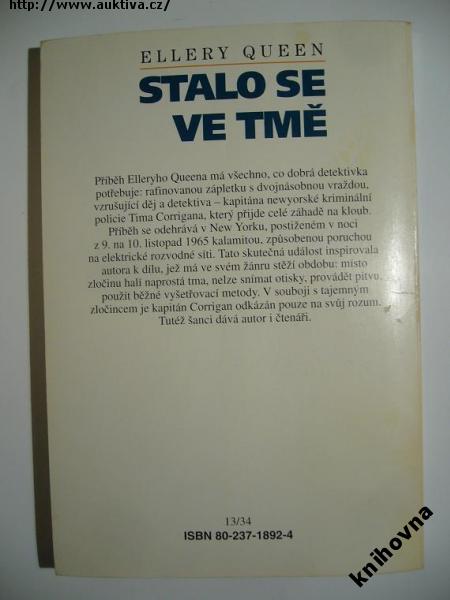 http://www.auktiva.cz/
ELLERY QUEEN
STALO SE
VE TMĚ
Příběh Elleryho Queena má všechno, co dobrá detektivka
potřebuje: rafinovanou zápletku s dvojnásobnou vraždou,
vzrušující děj a detektiva – kapitána newyorské kriminální
policie Tima Corrigana, který přijde celé záhadě na kloub.
Příběh se odehrává v New Yorku, postiženém v noci
z 9. na 10. listopad 1965 kalamitou, způsobenou poruchou
na elektrické rozvodné síti. Tato skutečná událost inspirovala
autora k dílu, jež má ve svém žánru stěží obdobu: místo
zločinu halí naprostá tma, nelze snímat otisky, provádět pitvu,
použít běžné vyšetřovací metody. V souboji s tajemným
zločincem je kapitán Corrigan odkázán pouze na svůj rozum.
Tutéž šanci dává autor i čtenáři.
13/34
ISBN 80-237-1892-4
knihovna